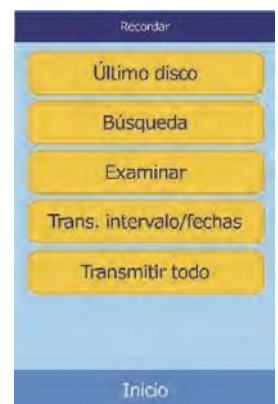 Recordar
Último disco
Búsqueda
Examinar
Trans. intervalo/fechas
Transmitir todo
Inicio